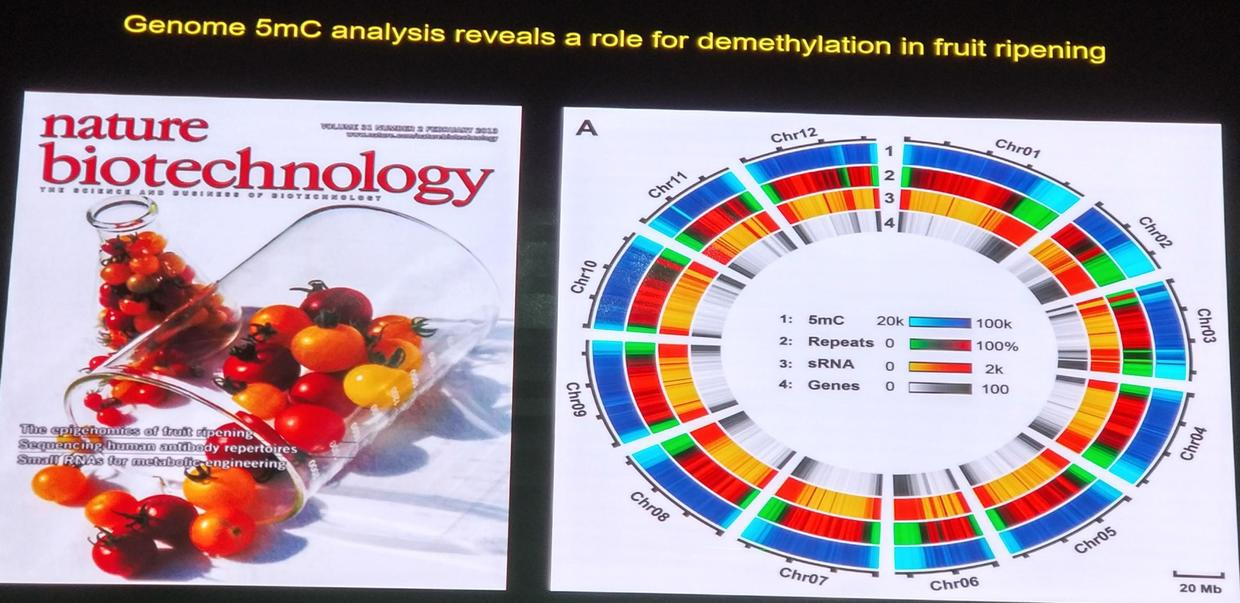 Genome 5mC analysis reveals a role for demethylation in fruit ripening
nature
VOLUME 31 NUMBER 2 FEBRUARY 2013
www.nature.com/naturebiotechnology
biotechnology
THE SCIENCE AND BUSINESS OF BIOTECHNOLOGY
The epigenomics of fruit ripening
Sequencing human antibody repertoires
Small RNAs for metabolic engineering
A
Chr12
Chr01
Chr11
Chr02
Chr10
Chr03
Chr09
Chr04
Chr08
Chr05
Chr07
Chr06
1
2
3
4
1: 5mC 20k 100k
2: Repeats 0 100%
3: sRNA 0 2k
4: Genes 0 100
20 Mb